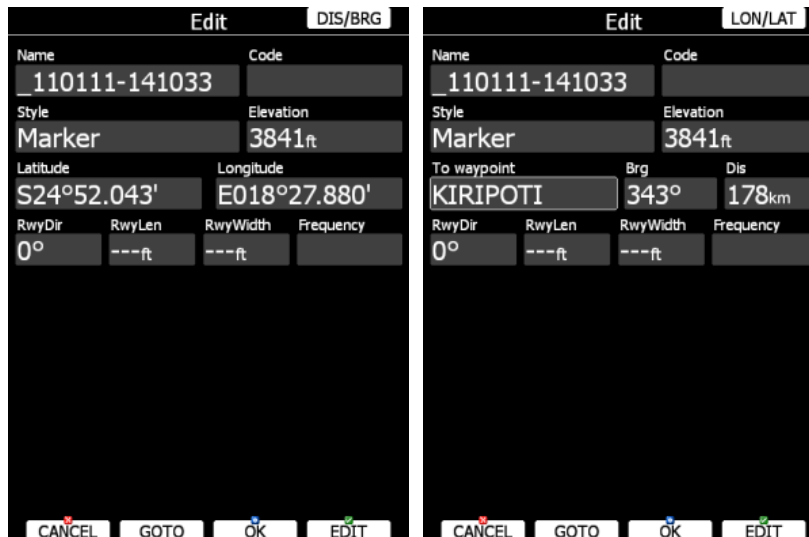 Edit DIS/BRG
Name Code
_110111-141033
Style Elevation
Marker 3841ft
Latitude Longitude
S24°52.043' E018°27.880'
RwyDir RwyLen RwyWidth Frequency
0° ---ft ---ft
CANCEL GOTO OK EDIT
Edit LON/LAT
Name Code
_110111-141033
Style Elevation
Marker 3841ft
To waypoint Brg Dis
KIRIPOTI 343° 178km
RwyDir RwyLen RwyWidth Frequency
0° ---ft ---ft
CANCEL GOTO OK EDIT